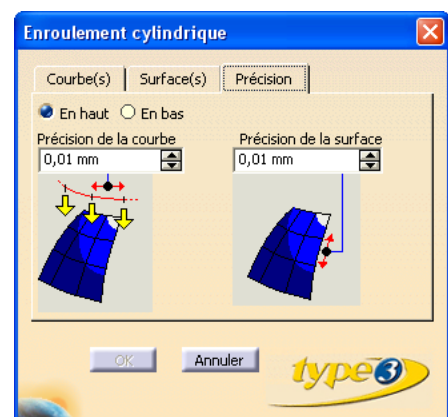 Enroulement cylindrique
Courbe(s) Surface(s) Précision
En haut En bas
Précision de la courbe Précision de la surface
0,01 mm 0,01 mm
OK Annuler
type3